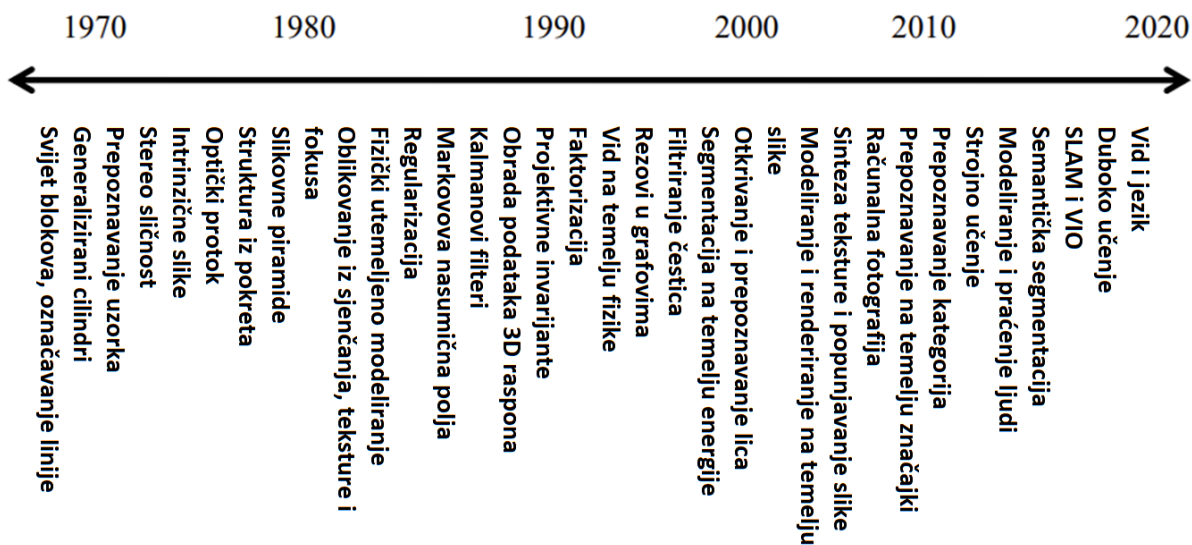 1970 1980 1990 2000 2010 2020
Svijet blokova, označavanje linije
Generalizirani cilindri
Prepoznavanje uzorka
Stereo sličnost
Intrinzične slike
Optički protok
Struktura iz pokreta
Slikovne piramide
Oblikovanje iz sjenčanja, teksture i
fokusa
Fizički utemeljeno modeliranje
Regularizacija
Markovova nasumična polja
Kalmanovi filteri
Obrada podataka 3D raspona
Projektivne invarijante
Faktorizacija
Vid na temelju fizike
Rezovi u grafovima
Filtriranje čestica
Segmentacija na temelju energije
Otkrivanje i prepoznavanje lica
Modeliranje i renderiranje na temelju
slike
Sinteza teksture i popunjavanje slike
Računalna fotografija
Prepoznavanje na temelju značajki
Prepoznavanje kategorija
Strojno učenje
Modeliranje i praćenje ljudi
Semantička segmentacija
SLAM i VIO
Duboko učenje
Vid i jezik